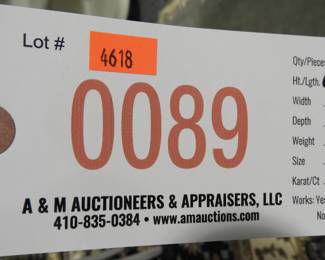 Lot #
4618
0089
A & M AUCTIONEERS & APPRAISERS, LLC
410-835-0384 • www.amauctions.com
Qty/Pieces
Ht./Lgth.
Width
Depth
Weight
Size
Karat/Ct
Works: Yes
No